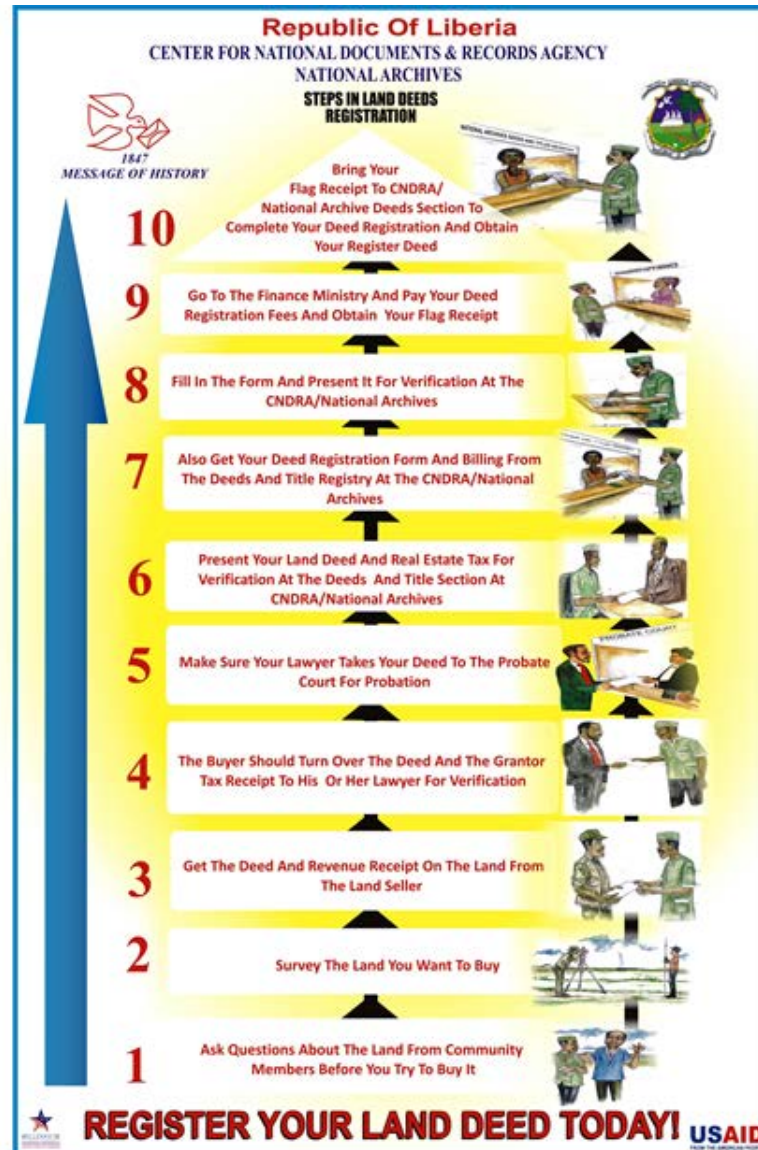 Republic Of Liberia
CENTER FOR NATIONAL DOCUMENTS & RECORDS AGENCY
NATIONAL ARCHIVES
STEPS IN LAND DEEDS
REGISTRATION
1847
MESSAGE OF HISTORY
10
Bring Your
Flag Receipt To CNDRA/
National Archive Deeds Section To
Complete Your Deed Registration And Obtain
Your Register Deed
9
Go To The Finance Ministry And Pay Your Deed
Registration Fees And Obtain Your Flag Receipt
8
Fill In The Form And Present It For Verification At The
CNDRA/National Archives
7
Also Get Your Deed Registration Form And Billing From
The Deeds And Title Registry At The CNDRA/National
Archives
6
Present Your Land Deed And Real Estate Tax For
Verification At The Deeds And Title Section At
CNDRA/National Archives
5
Make Sure Your Lawyer Takes Your Deed To The Probate
Court For Probation
PROBATE COURT
4
The Buyer Should Turn Over The Deed And The Grantor
Tax Receipt To His Or Her Lawyer For Verification
3
Get The Deed And Revenue Receipt On The Land From
The Land Seller
2
Survey The Land You Want To Buy
1
Ask Questions About The Land From Community
Members Before You Try To Buy It
REGISTER YOUR LAND DEED TODAY!
USAID
FROM THE AMERICAN PEOPLE